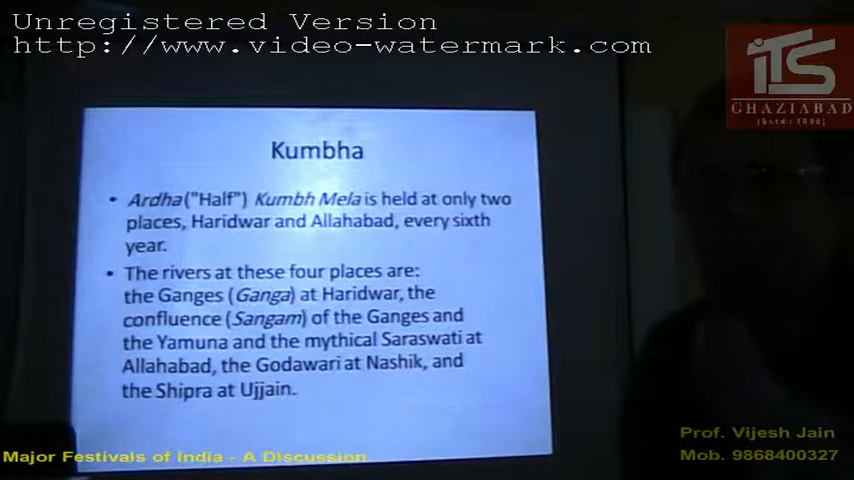 Unregistered Version
http://www.video-watermark.com
iTS
GHAZIABAD
Kumbha
• Ardha ("Half") Kumbh Mela is held at only two
places, Haridwar and Allahabad, every sixth
year.
• The rivers at these four places are:
the Ganges (Ganga) at Haridwar, the
confluence (Sangam) of the Ganges and
the Yamuna and the mythical Saraswati at
Allahabad, the Godawari at Nashik, and
the Shipra at Ujjain.
Prof. Vijesh Jain
Major Festivals of India - A Discussion
Mob. 9868400327